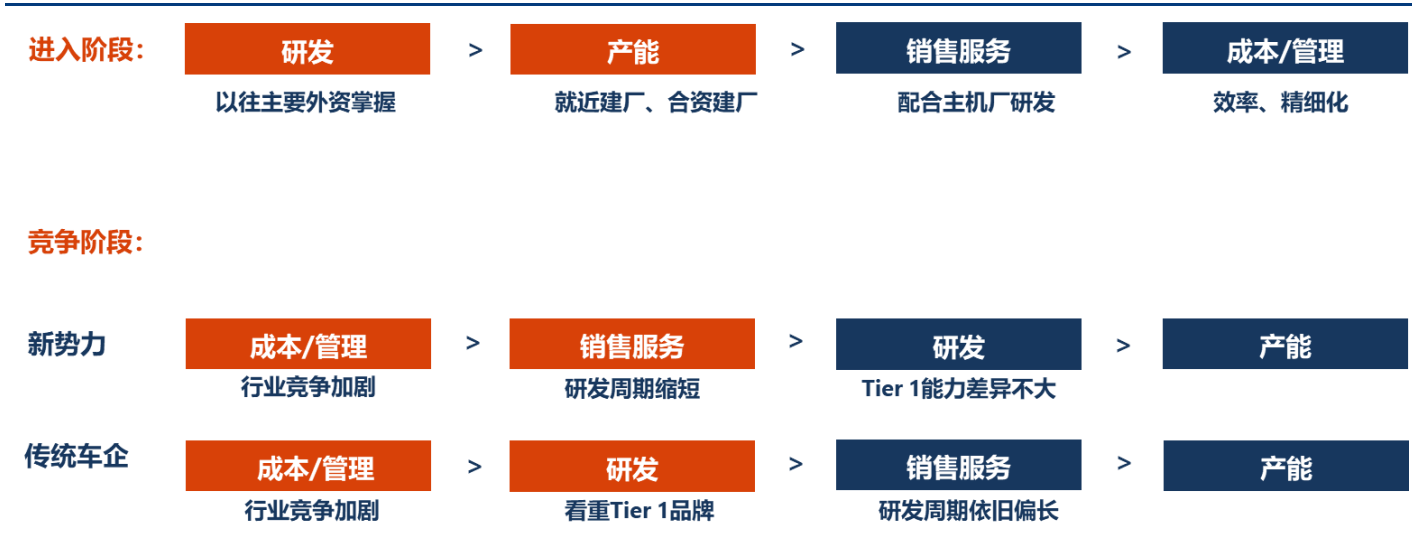 进入阶段： 研发 > 产能 > 销售服务 > 成本/管理
以往主要外资掌握 就近建厂、合资建厂 配合主机厂研发 效率、精细化
竞争阶段：
新势力 成本/管理 > 销售服务 > 研发 > 产能
行业竞争加剧 研发周期缩短 Tier 1能力差异不大
传统车企 成本/管理 > 研发 > 销售服务 > 产能
行业竞争加剧 看重Tier 1品牌 研发周期依旧偏长